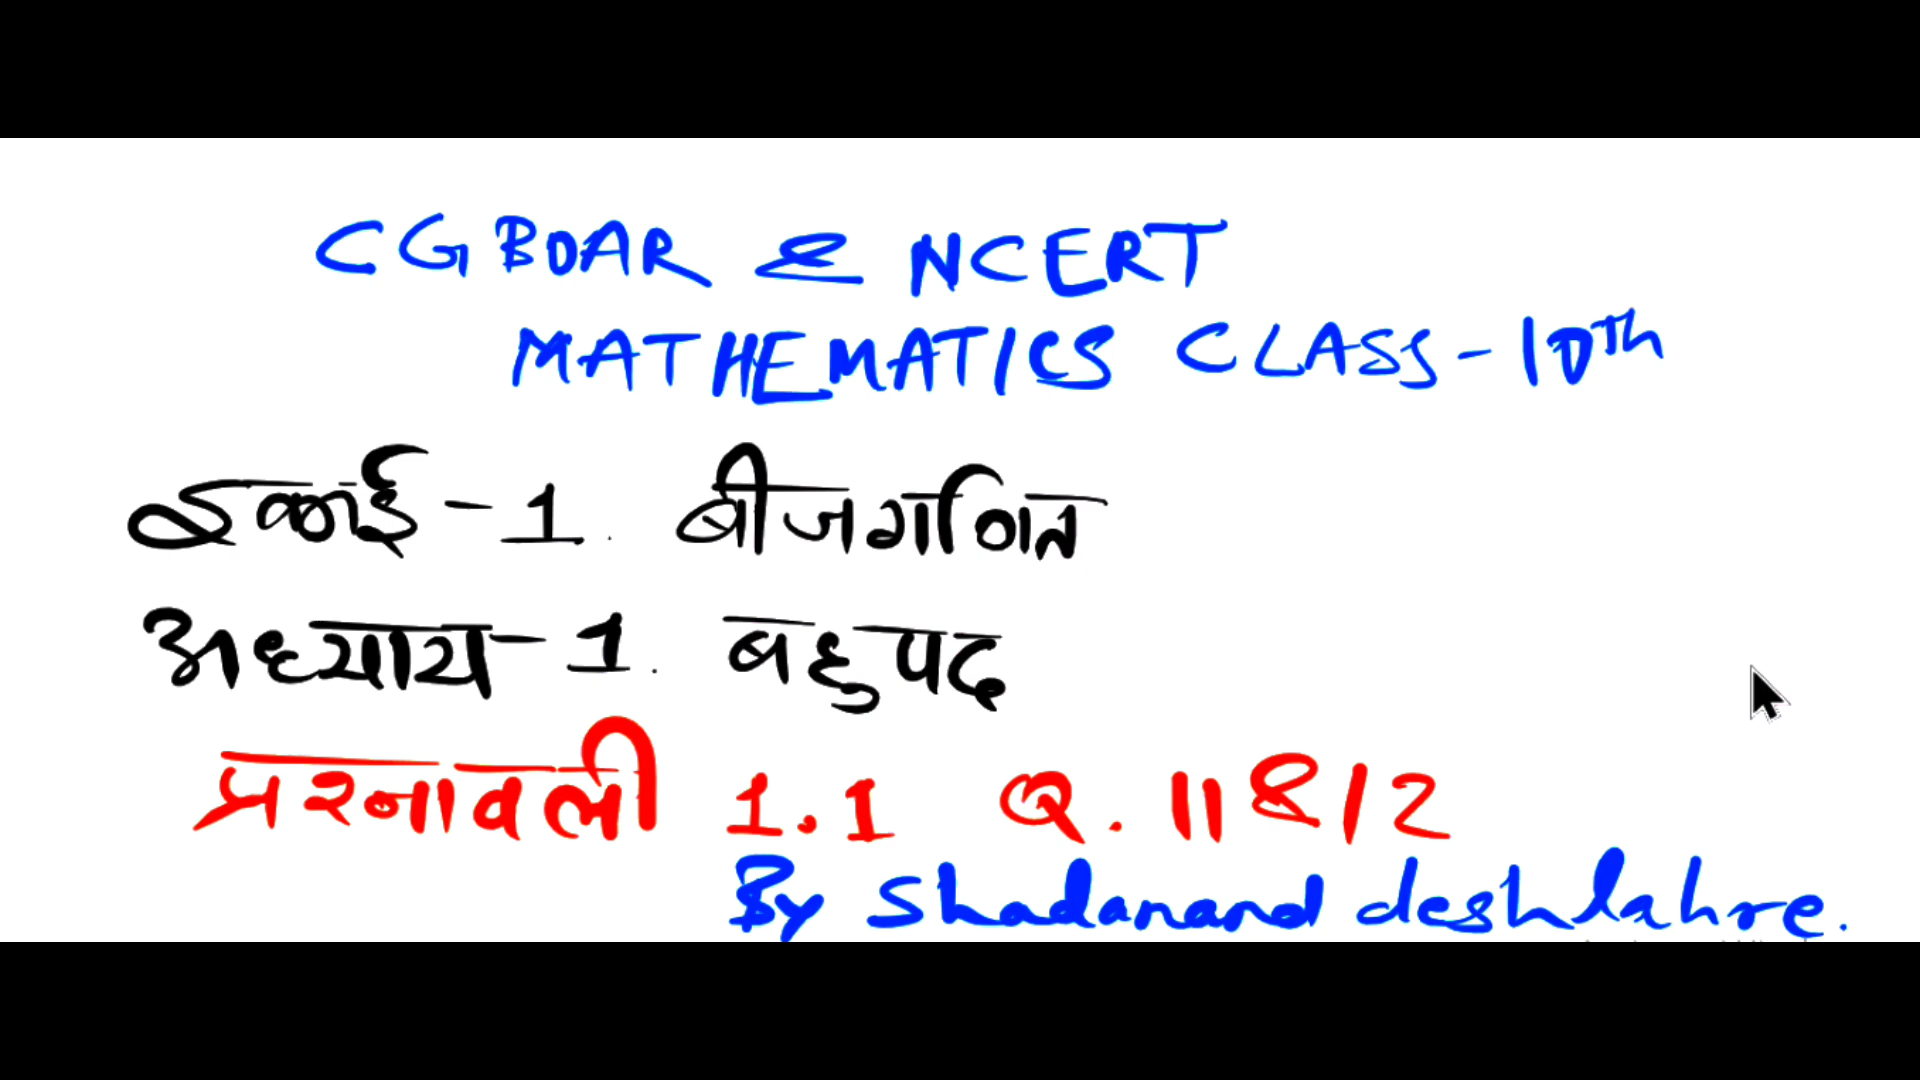 CG BOAR & NCERT
MATHEMATICS CLASS - 10th
इकाई - 1. बीजगणित
अध्याय - 1. बहुपद
प्रश्नावली 1.1 Q. 11 & 12
By Shadanand deshlahre.